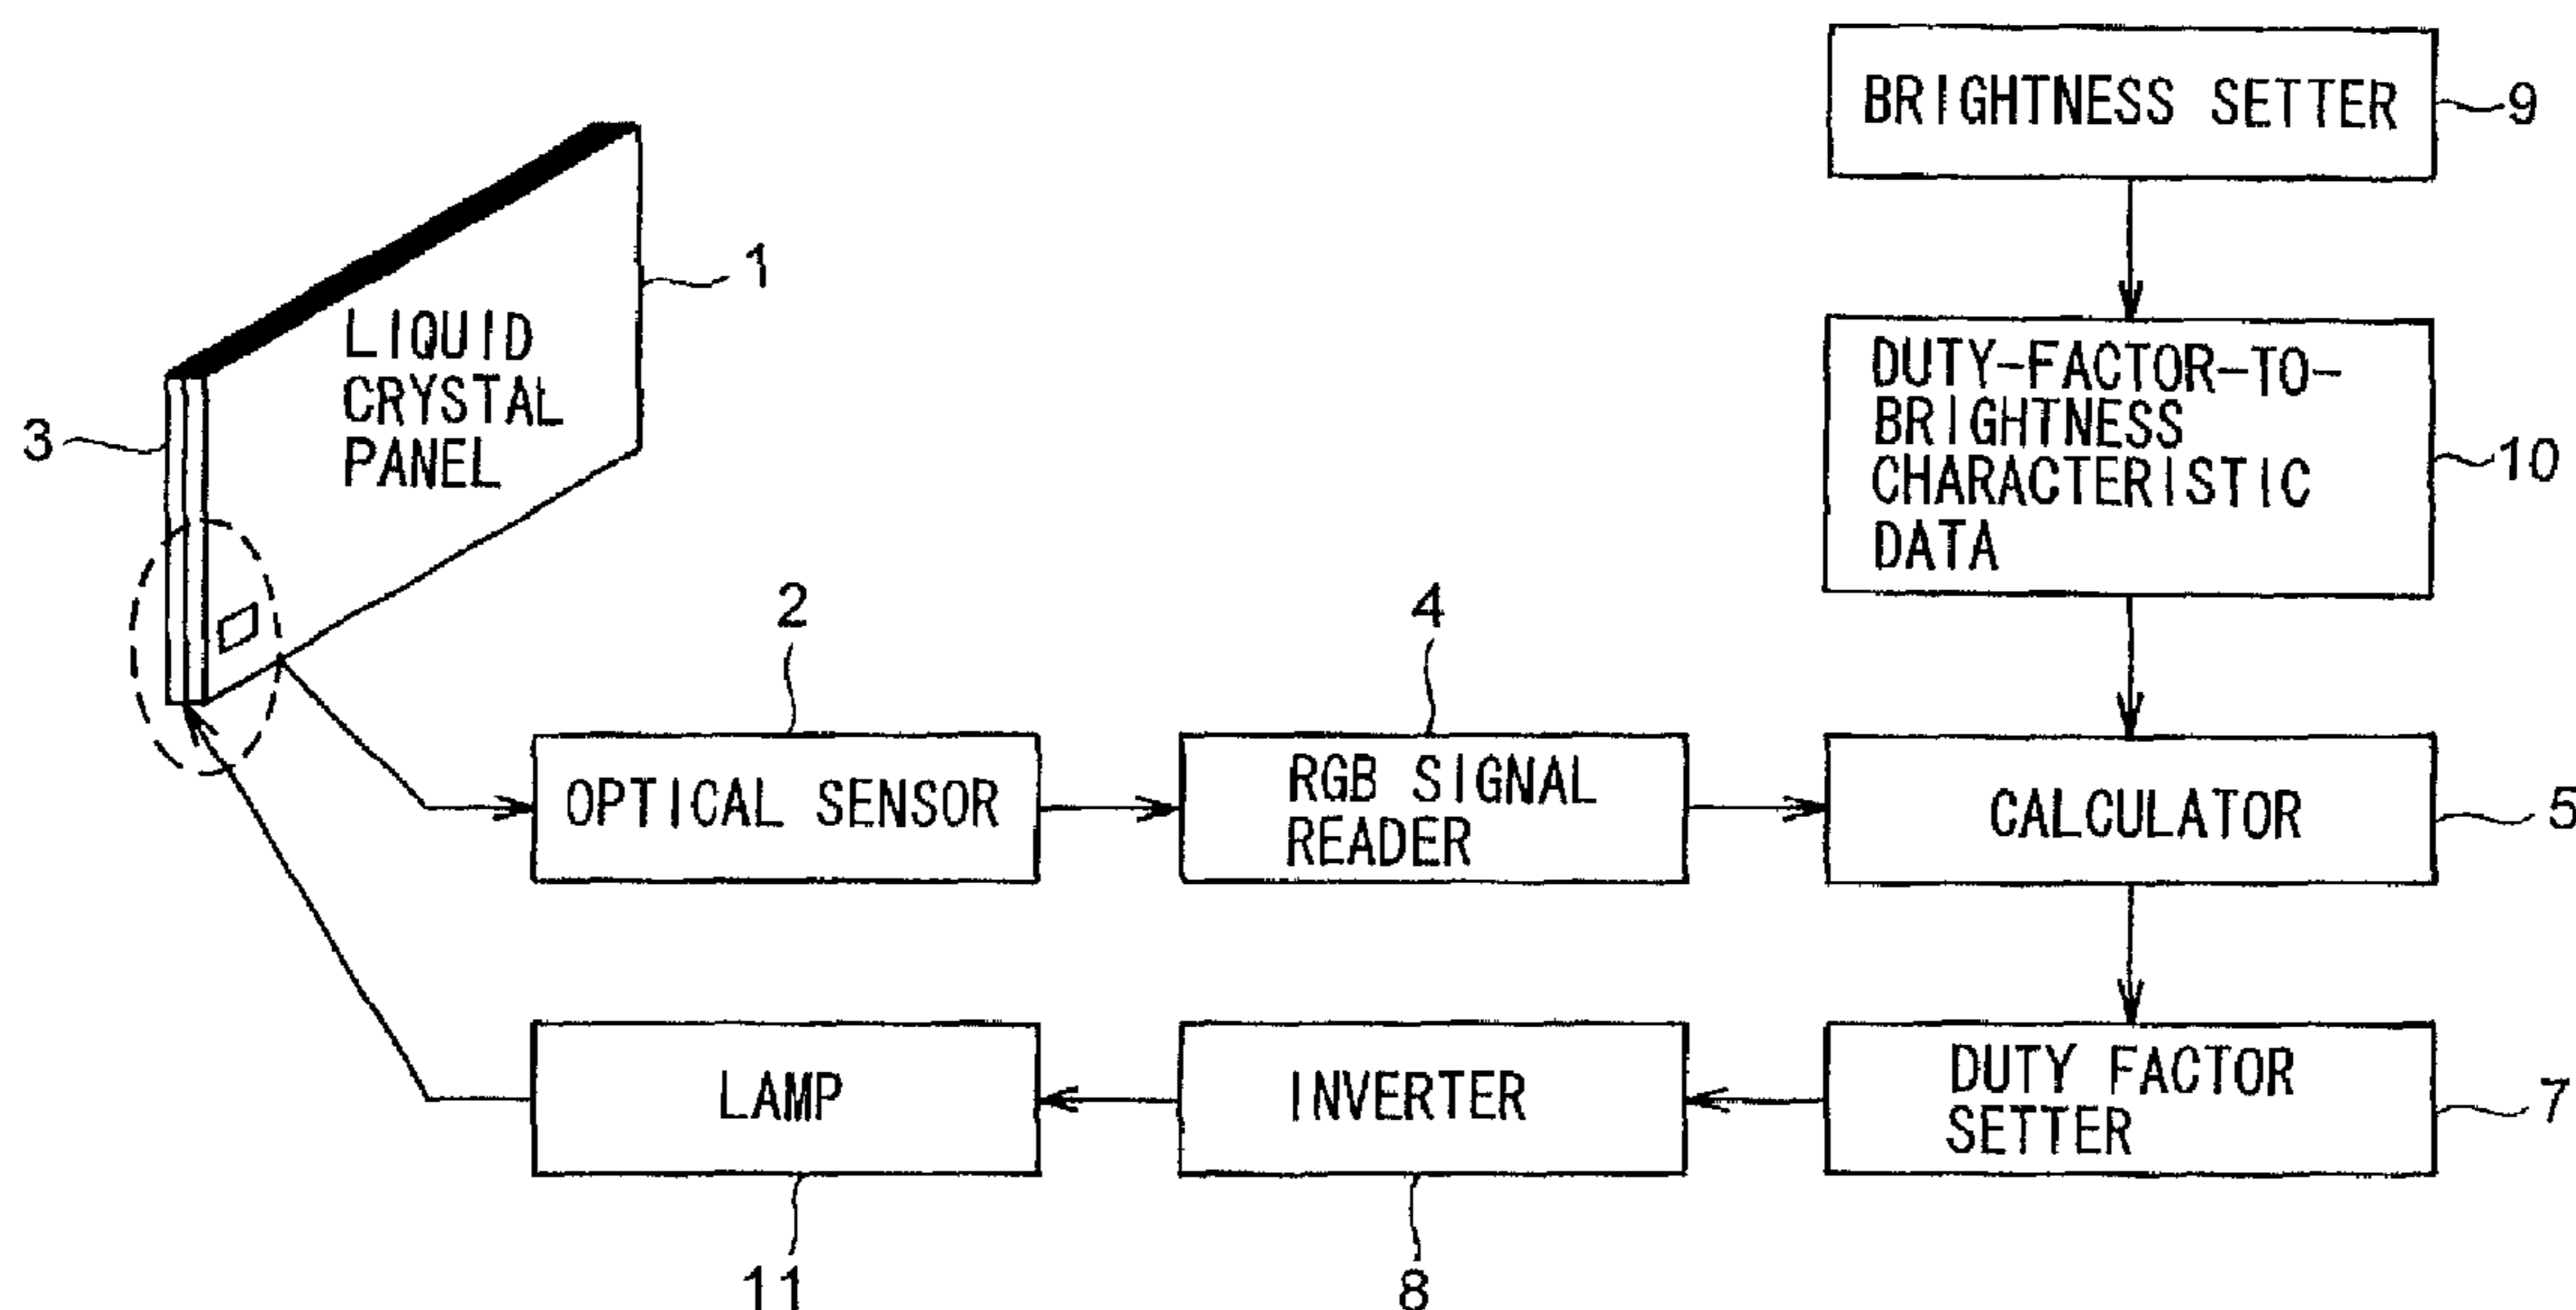 BRIGHTNESS SETTER
9
1
LIQUID
CRYSTAL
PANEL
3
DUTY-FACTOR-TO-
BRIGHTNESS
CHARACTERISTIC
DATA
10
2
4
OPTICAL SENSOR
RGB SIGNAL
READER
CALCULATOR
5
LAMP
INVERTER
DUTY FACTOR
SETTER
7
11
8